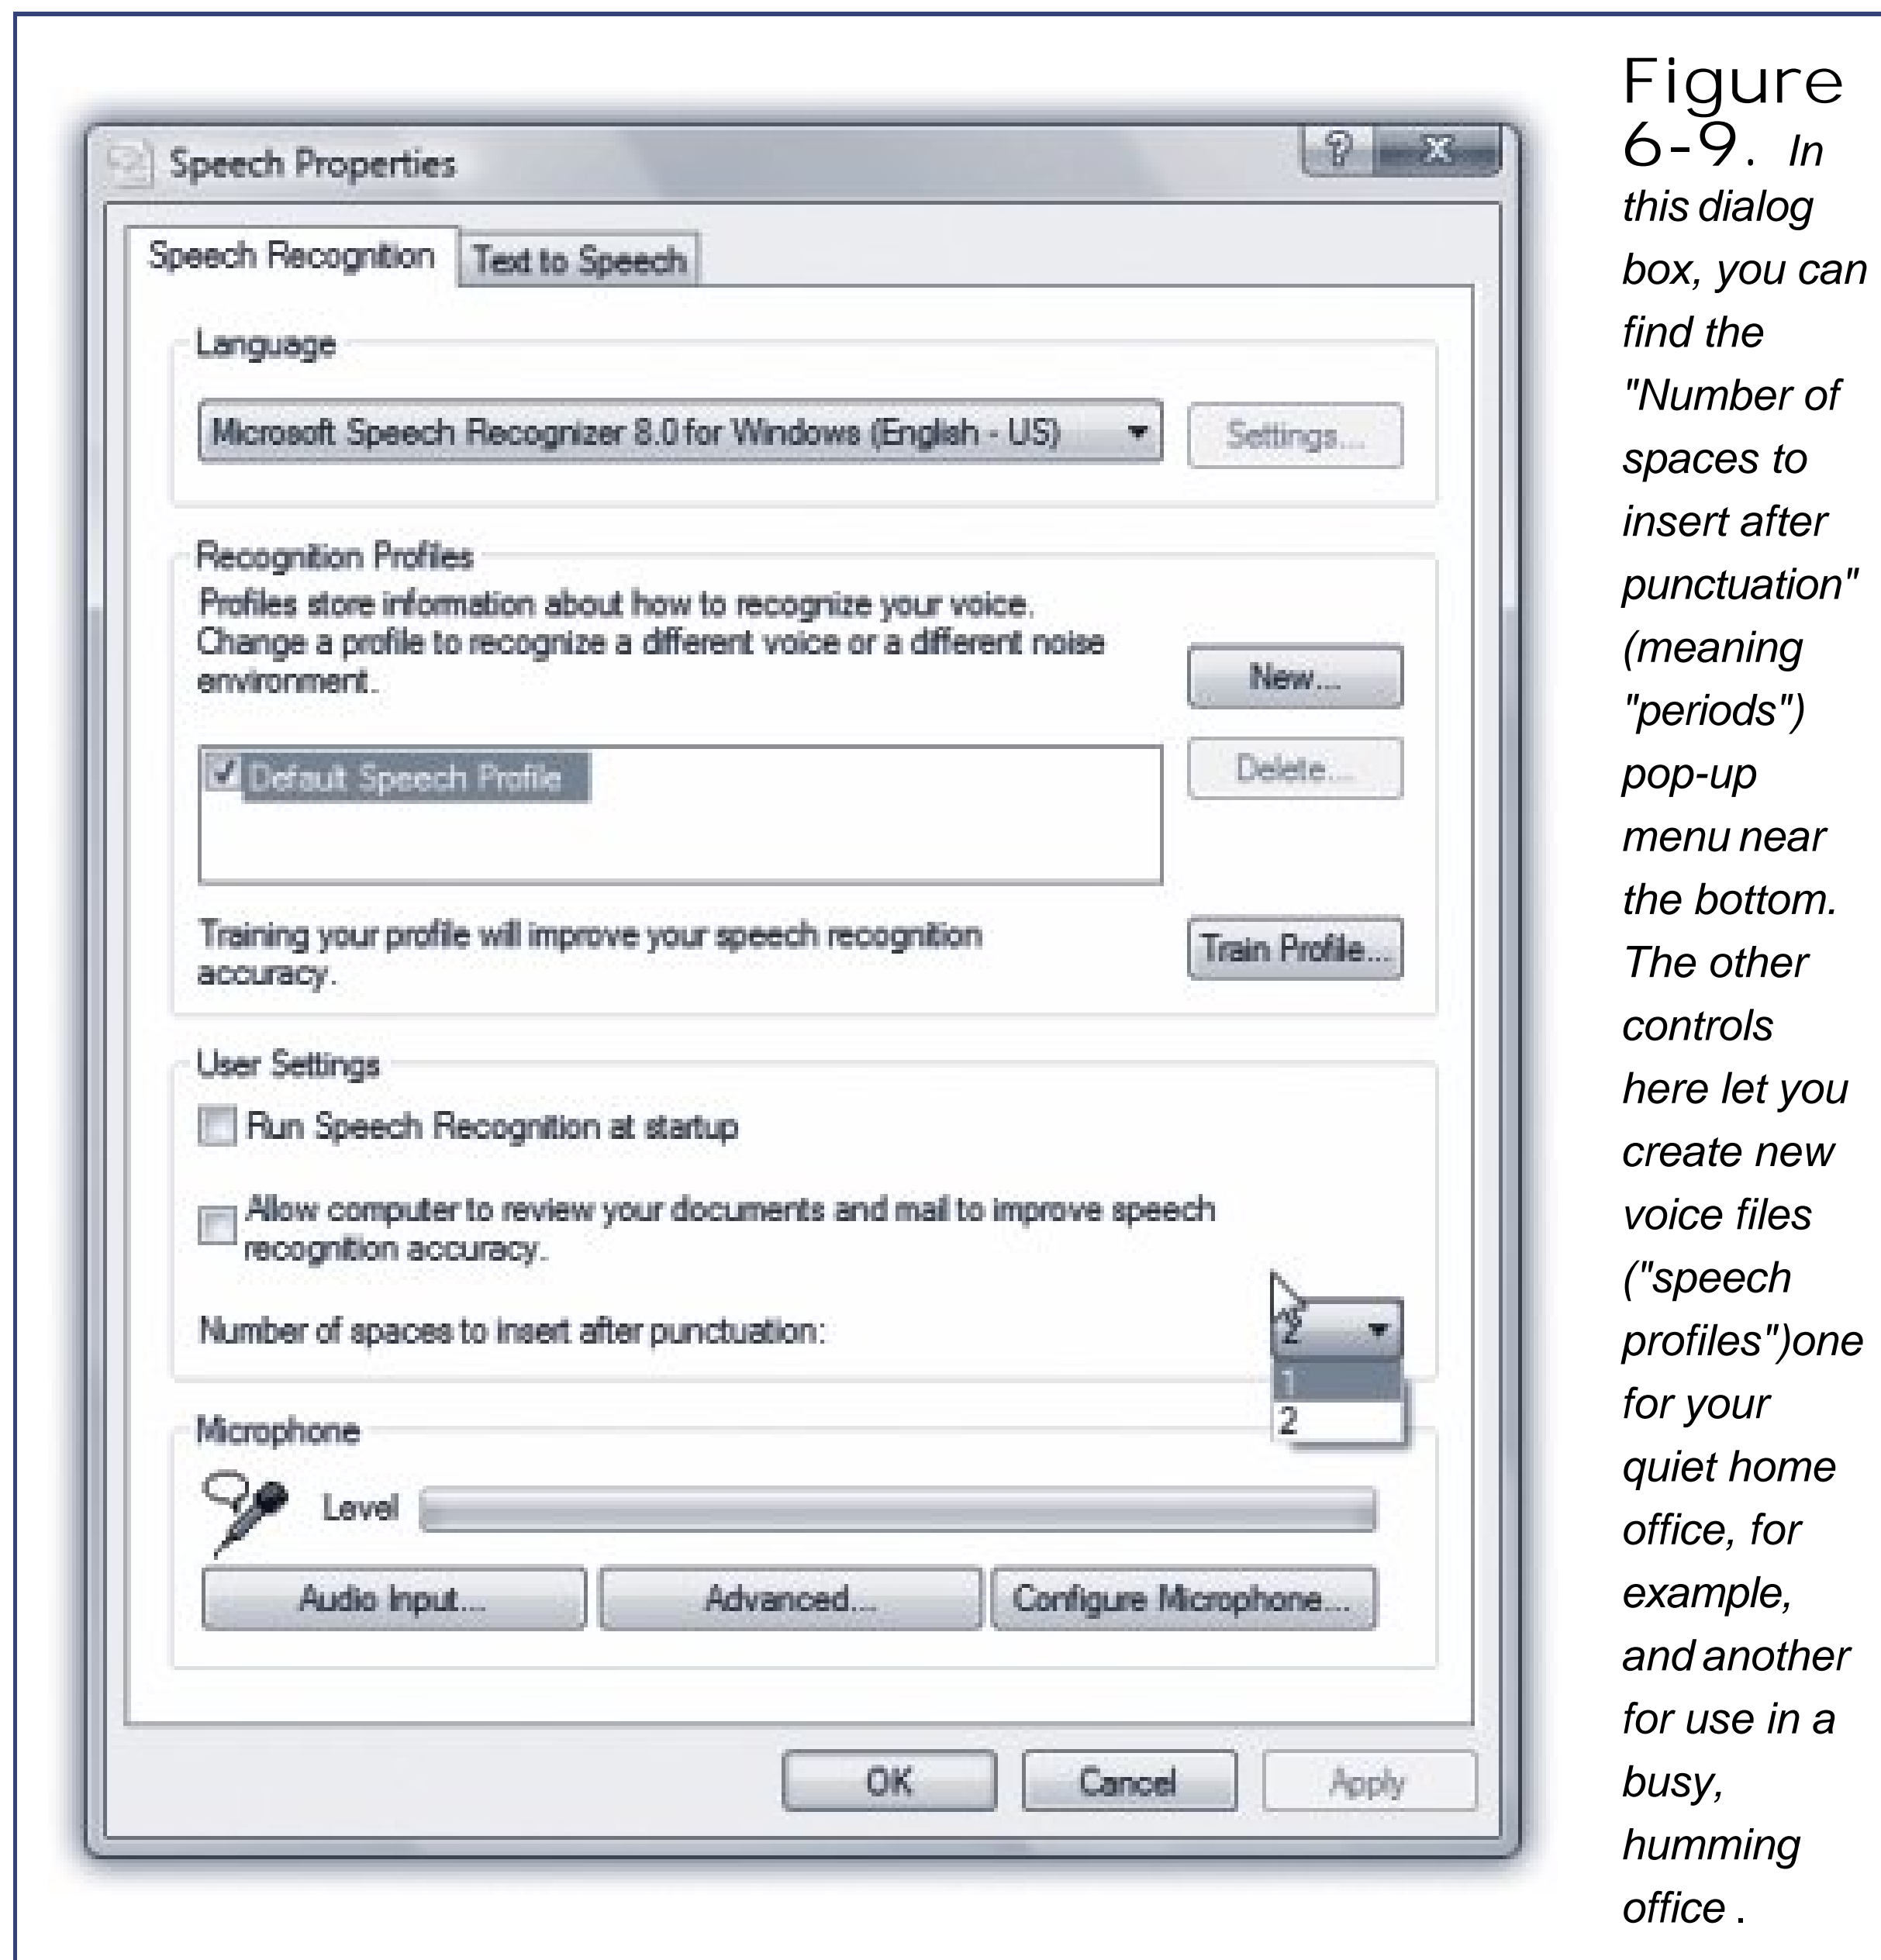 Speech Properties
Speech Recognition
Text to Speech
Language
Microsoft Speech Recognizer 8.0 for Windows (English - US)
Settings...
Recognition Profiles
Profiles store information about how to recognize your voice.
Change a profile to recognize a different voice or a different noise
environment.
New...
Default Speech Profile
Delete...
Training your profile will improve your speech recognition
accuracy.
Train Profile...
User Settings
Run Speech Recognition at startup
Allow computer to review your documents and mail to improve speech
recognition accuracy.
Number of spaces to insert after punctuation:
2
1
2
Microphone
Level
Audio Input...
Advanced...
Configure Microphone...
OK
Cancel
Apply
Figure
6-9. In
this dialog
box, you can
find the
"Number of
spaces to
insert after
punctuation"
(meaning
"periods")
pop-up
menu near
the bottom.
The other
controls
here let you
create new
voice files
("speech
profiles")one
for your
quiet home
office, for
example,
and another
for use in a
busy,
humming
office .